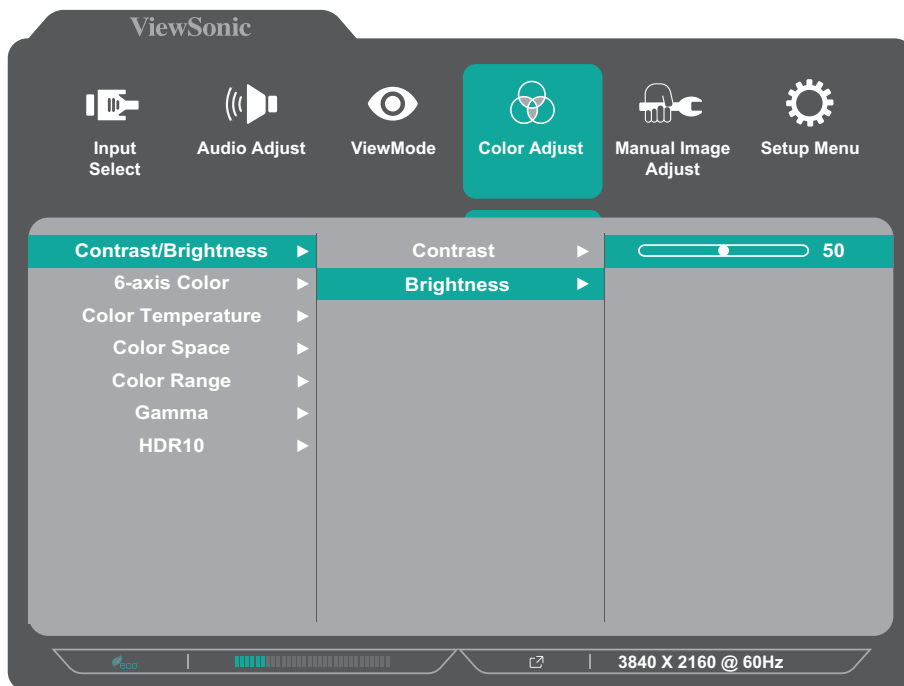 ViewSonic
Input Select
Audio Adjust
ViewMode
Color Adjust
Manual Image Adjust
Setup Menu
Contrast/Brightness
Contrast
50
6-axis Color
Brightness
Color Temperature
Color Space
Color Range
Gamma
HDR10
eco
3840 X 2160 @ 60Hz